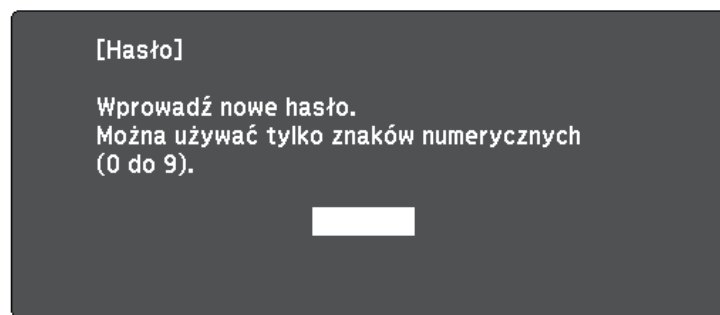 [Hasło]
Wprowadź nowe hasło.
Można używać tylko znaków numerycznych
(0 do 9).